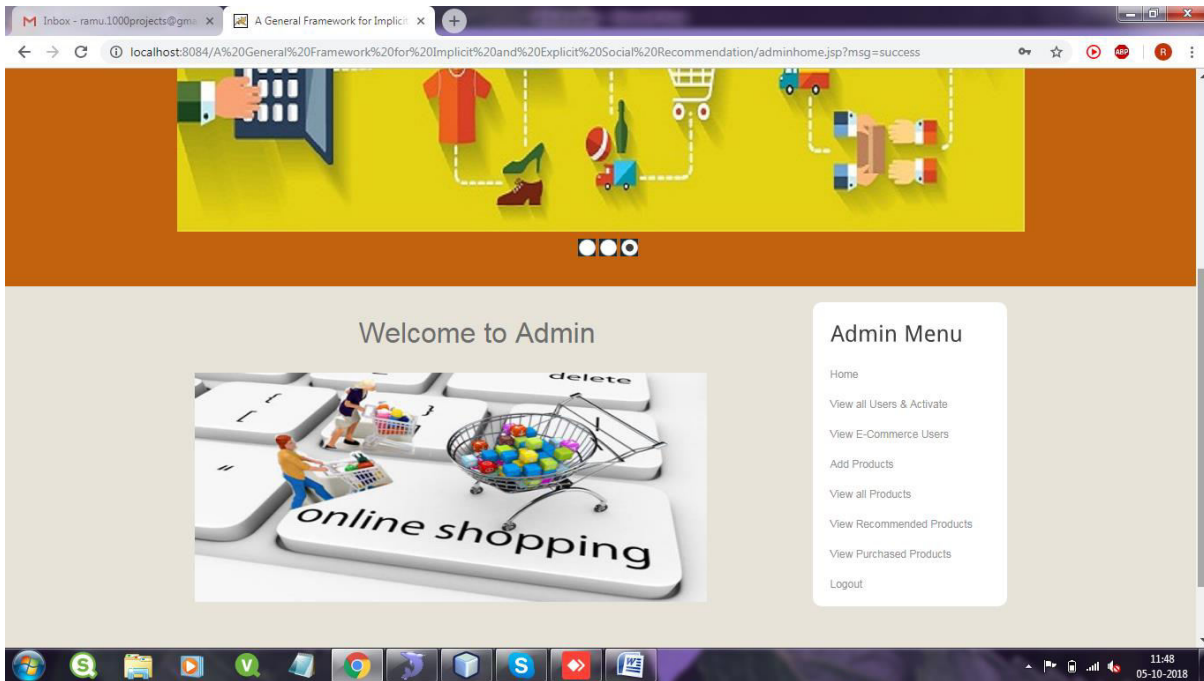 Inbox - ramu.1000projects@gma
A General Framework for Implicit
localhost:8084/A%20General%20Framework%20for%20Implicit%20and%20Explicit%20Social%20Recommendation/adminhome.jsp?msg=success
ABP
R
Welcome to Admin
delete
online shopping
Admin Menu
Home
View all Users & Activate
View E-Commerce Users
Add Products
View all Products
View Recommended Products
View Purchased Products
Logout
11:48
05-10-2018